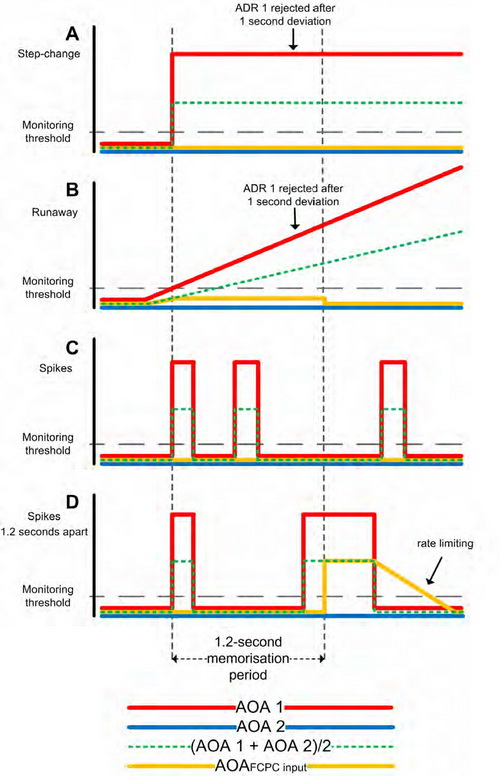 ADR 1 rejected after
1 second deviation
A
Step-change
Monitoring
threshold
B
ADR 1 rejected after
1 second deviation
Runaway
Monitoring
threshold
C
Spikes
Monitoring
threshold
D
Spikes
1.2 seconds apart
rate limiting
Monitoring
threshold
1.2-second
memorisation
period
AOA 1
AOA 2
(AOA 1 + AOA 2)/2
AOAFCPC input